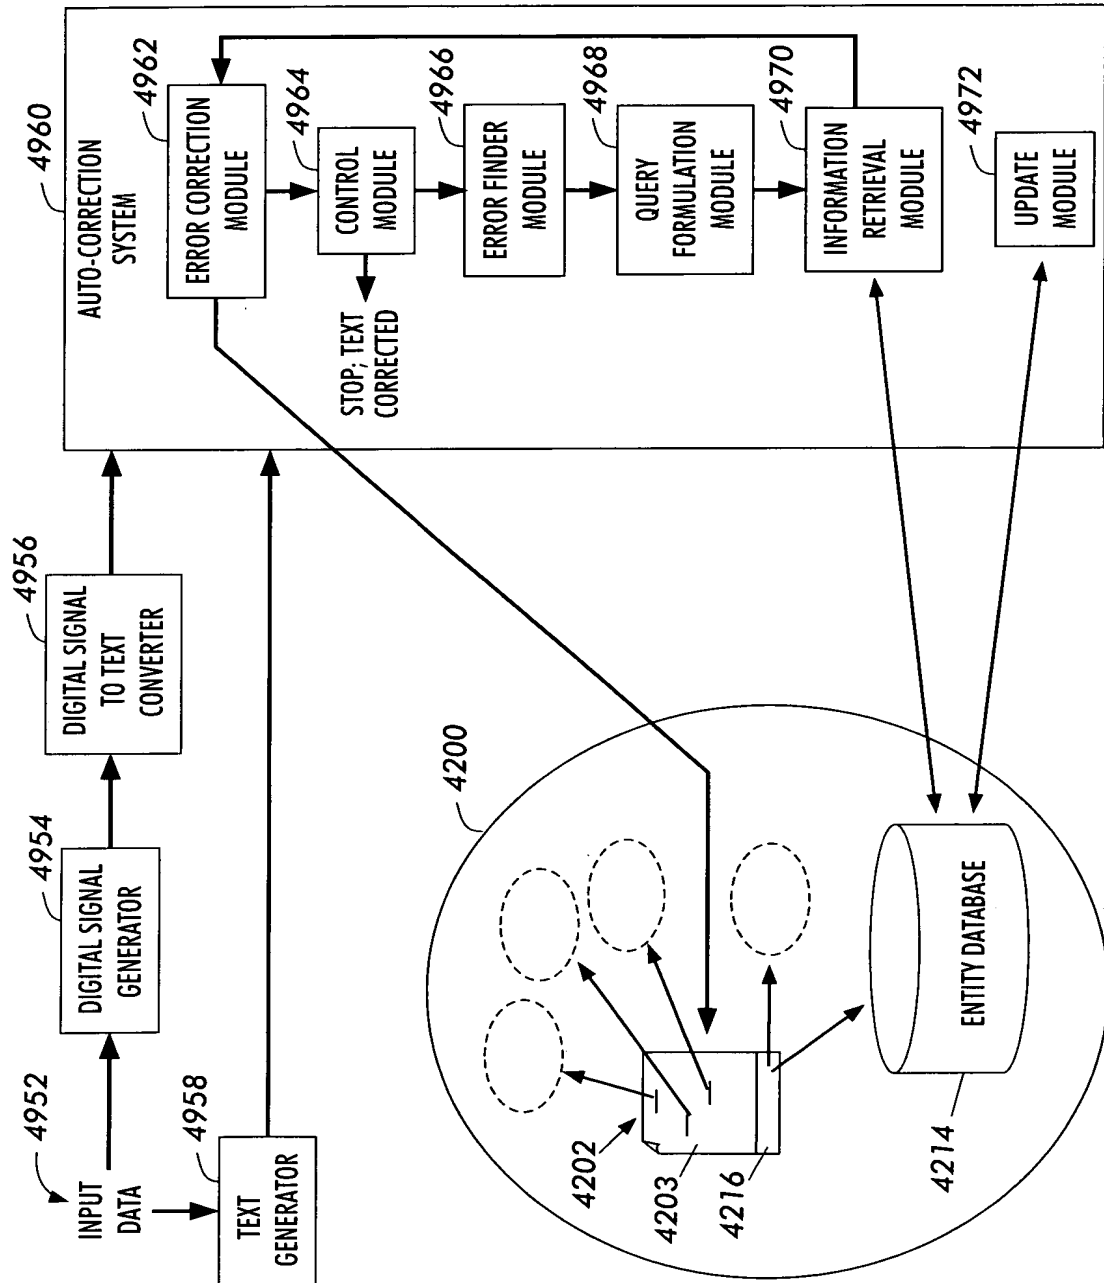 4952
INPUT
DATA
4954
DIGITAL SIGNAL
GENERATOR
4956
DIGITAL SIGNAL
TO TEXT
CONVERTER
4958
TEXT
GENERATOR
4960
AUTO-CORRECTION
SYSTEM
4962
ERROR CORRECTION
MODULE
4964
CONTROL
MODULE
STOP; TEXT
CORRECTED
4966
ERROR FINDER
MODULE
4968
QUERY
FORMULATION
MODULE
4970
INFORMATION
RETRIEVAL
MODULE
4972
UPDATE
MODULE
4200
4202
4203
4216
4214
ENTITY DATABASE